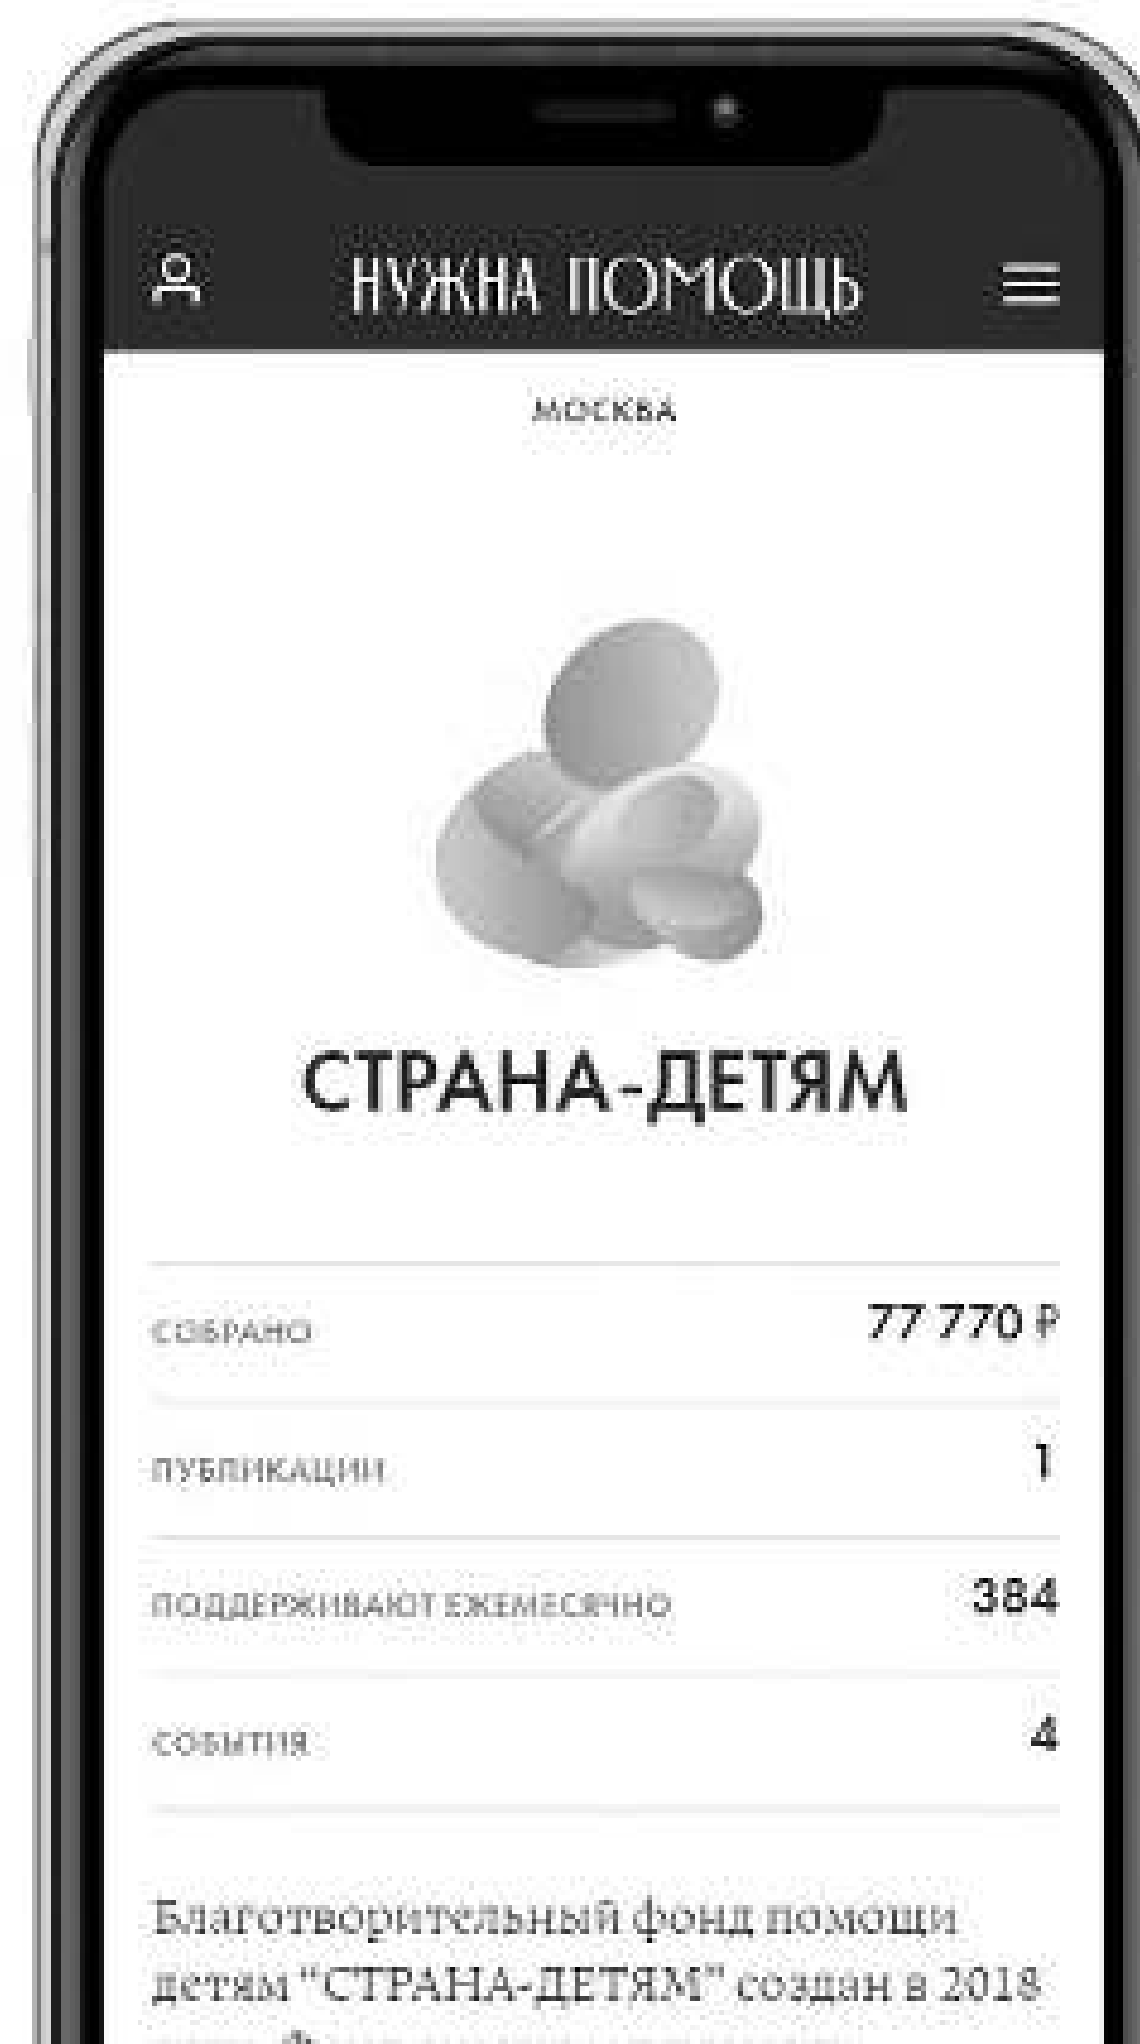 НУЖНА ПОМОЩЬ
МОСКВА
СТРАНА-ДЕТЯМ
СОБРАНО 77 770 ₽
ПУБЛИКАЦИИ 1
ПОДДЕРЖИВАЮТ ЕЖЕМЕСЯЧНО 384
СОБЫТИЯ 4
Благотворительный фонд помощи
детям “СТРАНА-ДЕТЯМ” создан в 2018